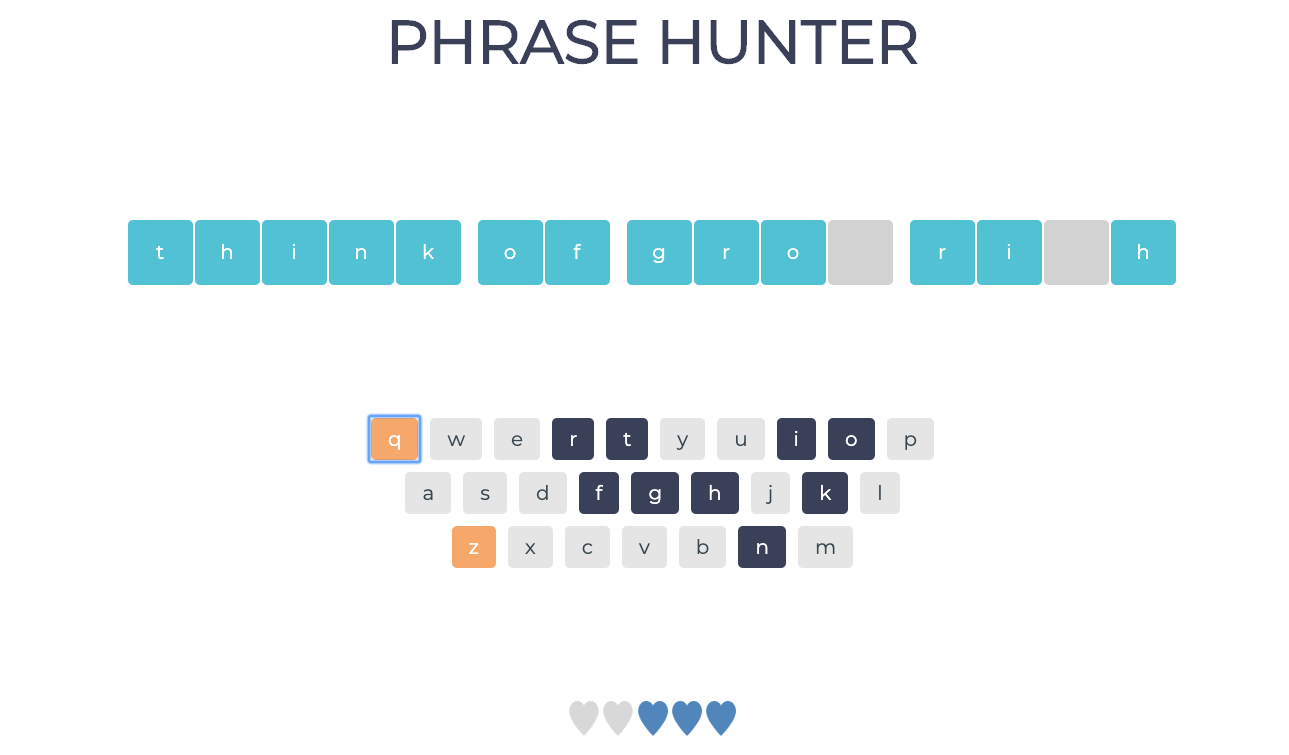 PHRASE HUNTER
t h i n k o f g r o r i h
q w e r t y u i o p
a s d f g h j k l
z x c v b n m